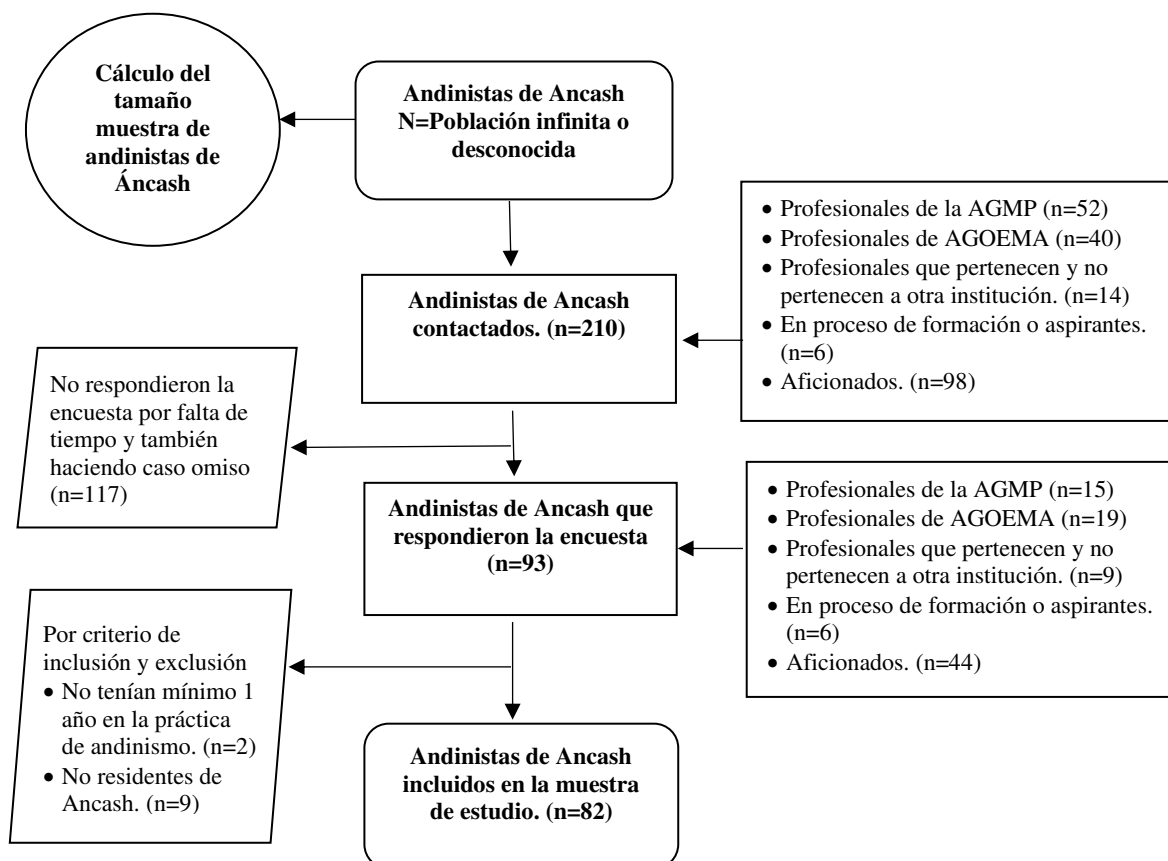 Cálculo del
tamaño
muestra de
andinistas de
Áncash
Andinistas de Ancash
N=Población infinita o
desconocida
• Profesionales de la AGMP (n=52)
• Profesionales de AGOEMA (n=40)
• Profesionales que pertenecen y no
pertenecen a otra institución. (n=14)
• En proceso de formación o aspirantes.
(n=6)
• Aficionados. (n=98)
Andinistas de Ancash
contactados. (n=210)
No respondieron la
encuesta por falta de
tiempo y también
haciendo caso omiso
(n=117)
Andinistas de Ancash que
respondieron la encuesta
(n=93)
• Profesionales de la AGMP (n=15)
• Profesionales de AGOEMA (n=19)
• Profesionales que pertenecen y no
pertenecen a otra institución. (n=9)
• En proceso de formación o aspirantes.
(n=6)
• Aficionados. (n=44)
Por criterio de
inclusión y exclusión
• No tenían mínimo 1
año en la práctica
de andinismo. (n=2)
• No residentes de
Ancash. (n=9)
Andinistas de Ancash
incluidos en la muestra
de estudio. (n=82)